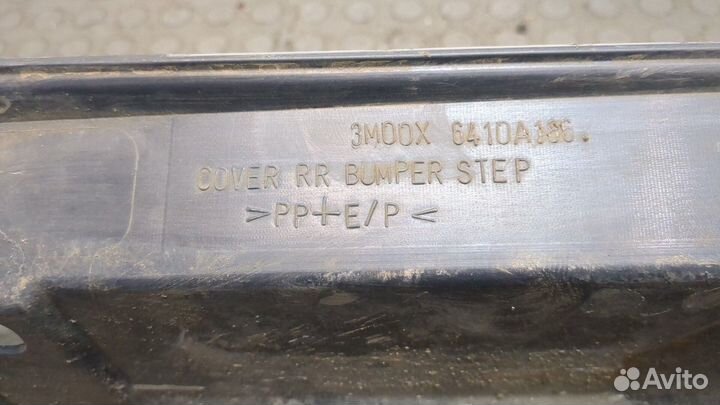 3M00X 6410A186.
COVER RR BUMPER STEP
>PP+E/P<
Avito